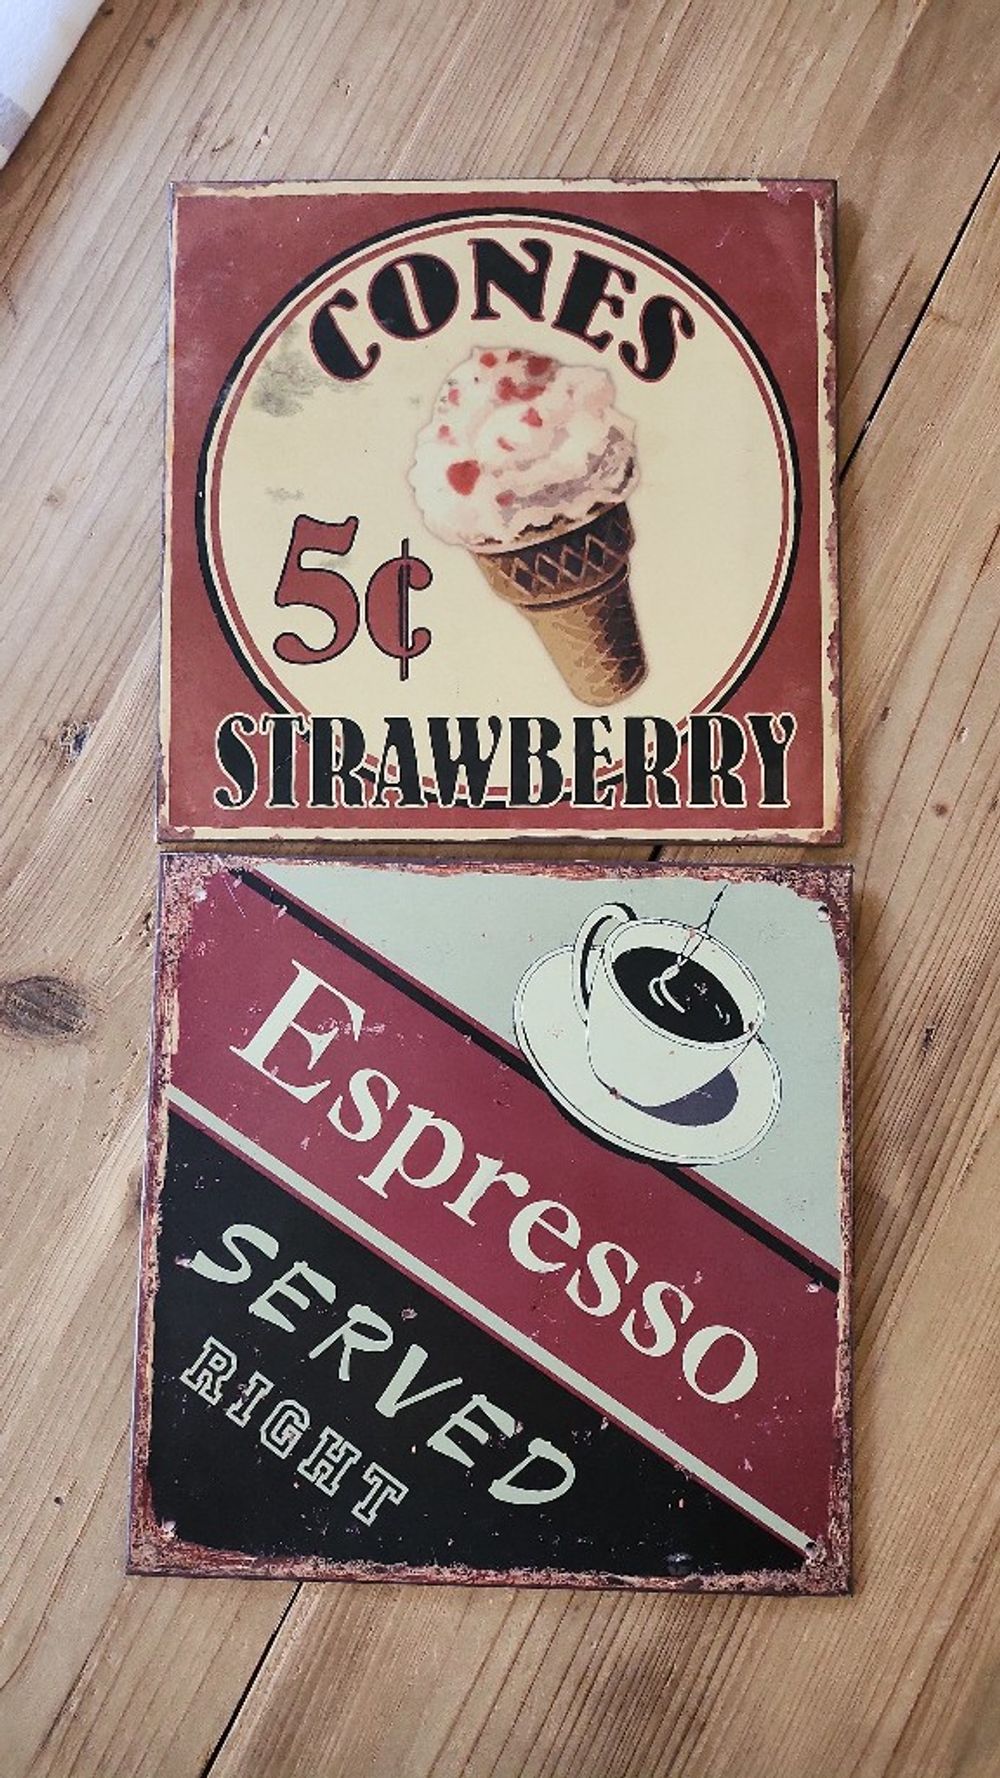 CONES
5¢
STRAWBERRY
Espresso
SERVED
RIGHT